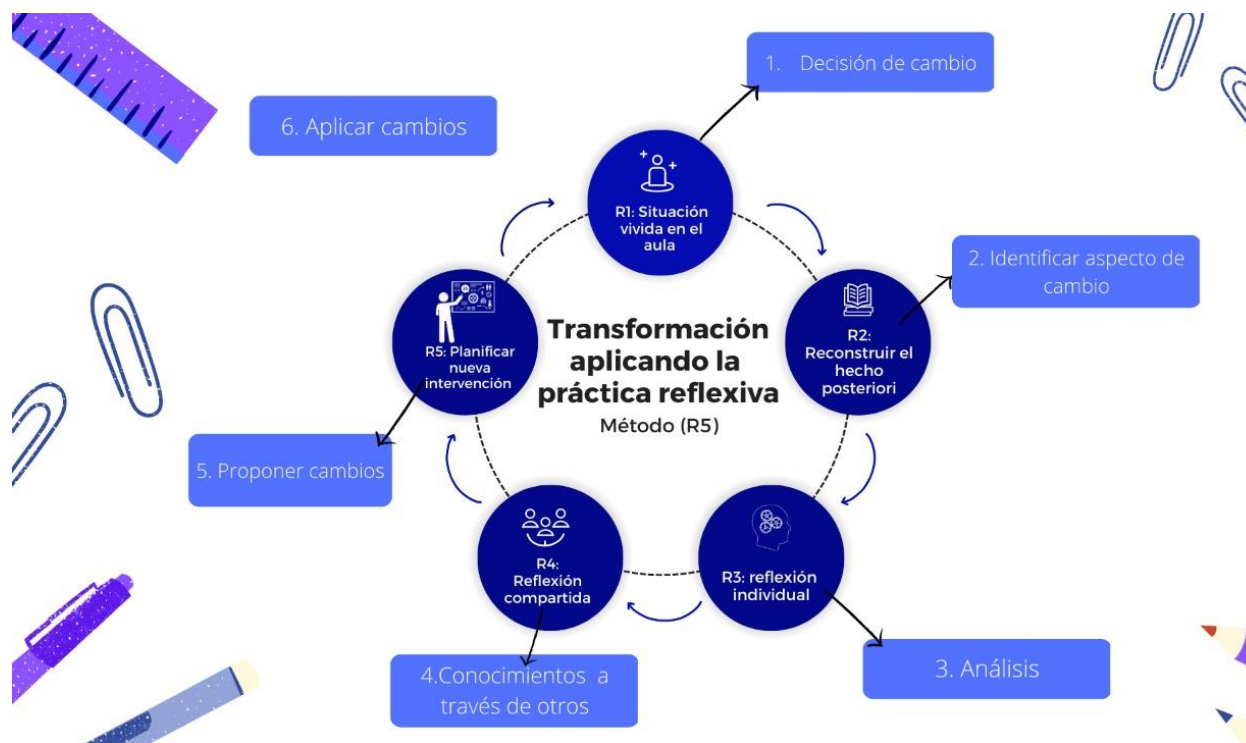 1. Decisión de cambio
6. Aplicar cambios
R1: Situación
vivida en el
aula
2. Identificar aspecto de
cambio
R2:
Reconstruir el
hecho
posteriori
R5: Planificar
nueva
intervención
Transformación
aplicando la
práctica reflexiva
Método (R5)
5. Proponer cambios
R4:
Reflexión
compartida
R3: reflexión
individual
4.Conocimientos a
través de otros
3. Análisis